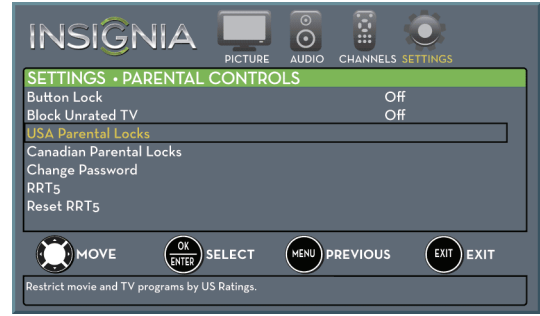 INSIGNIA
PICTURE AUDIO CHANNELS SETTINGS
SETTINGS • PARENTAL CONTROLS
Button Lock Off
Block Unrated TV Off
USA Parental Locks
Canadian Parental Locks
Change Password
RRT5
Reset RRT5
MOVE OK ENTER SELECT MENU PREVIOUS EXIT EXIT
Restrict movie and TV programs by US Ratings.